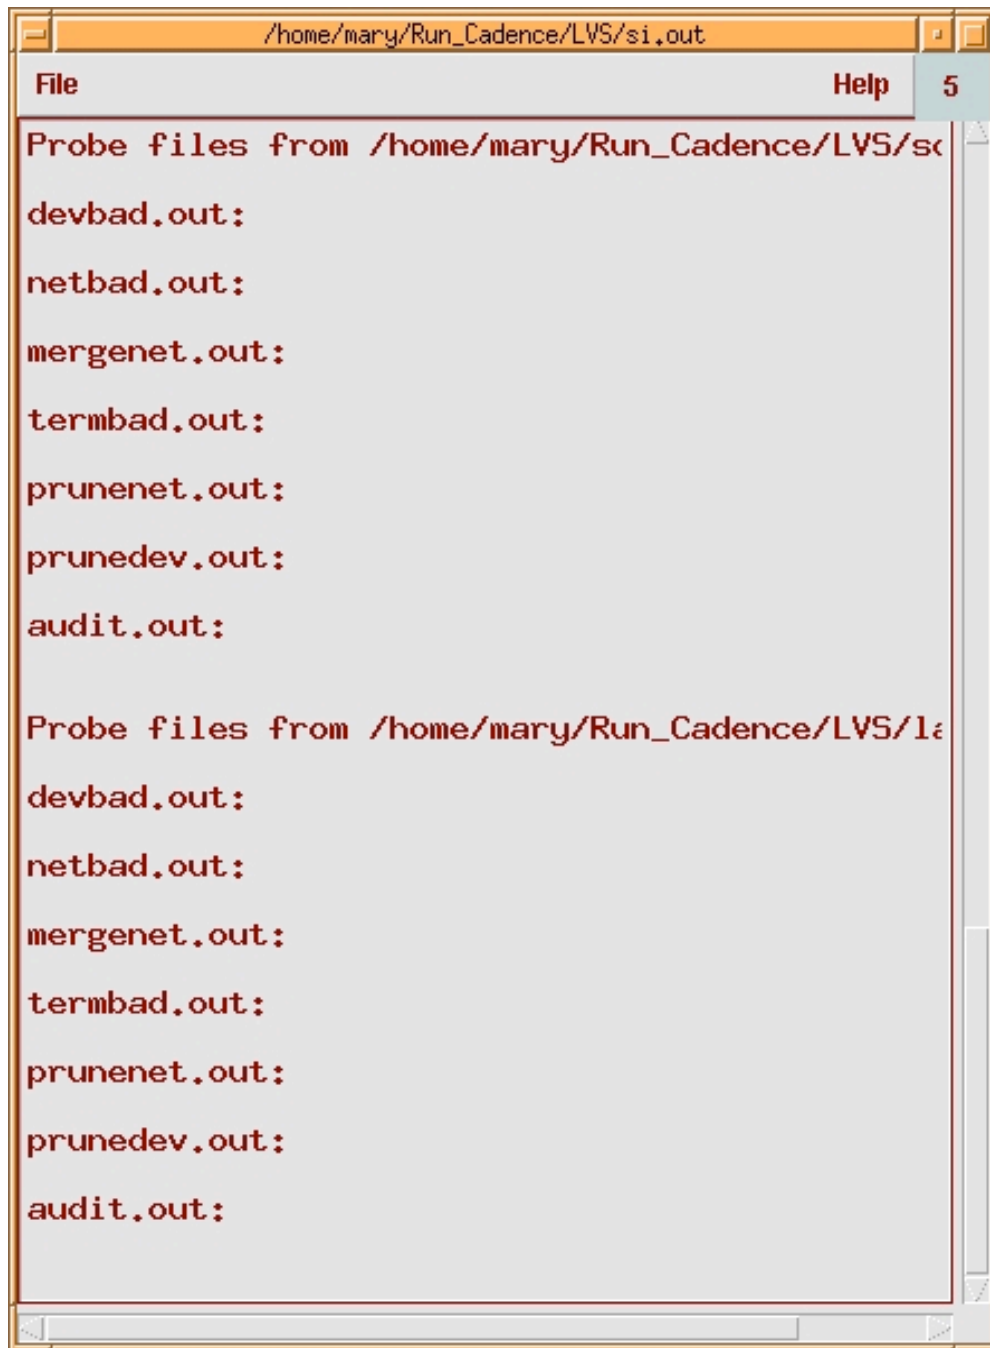 /home/mary/Run_Cadence/LVS/si.out
File Help 5
Probe files from /home/mary/Run_Cadence/LVS/sc
devbad.out:
netbad.out:
mergenet.out:
termbad.out:
prunenet.out:
prunedev.out:
audit.out:
Probe files from /home/mary/Run_Cadence/LVS/la
devbad.out:
netbad.out:
mergenet.out:
termbad.out:
prunenet.out:
prunedev.out:
audit.out: